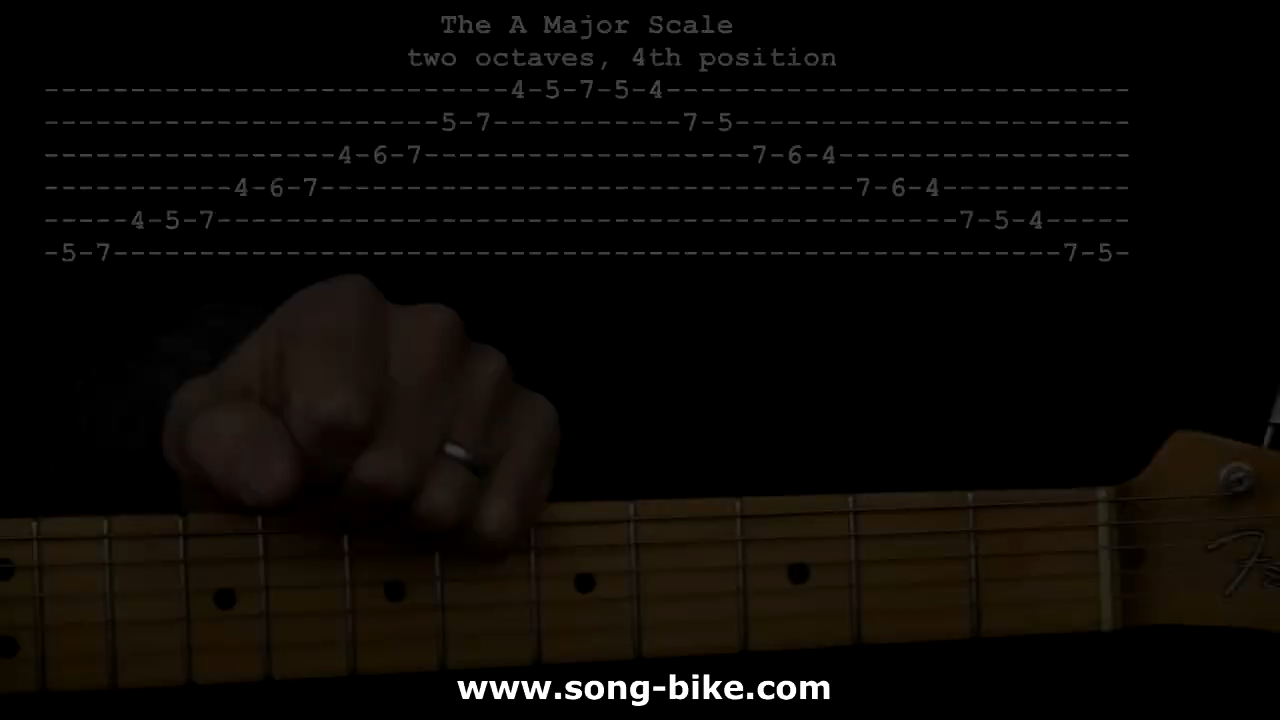 The A Major Scale
two octaves, 4th position
---------------------------4-5-7-5-4---------------------------
-----------------------5-7-----------7-5-----------------------
-----------------4-6-7-------------------7-6-4-----------------
-----------4-6-7-------------------------------7-6-4-----------
-----4-5-7-------------------------------------------7-5-4-----
-5-7-------------------------------------------------------7-5-
www.song-bike.com